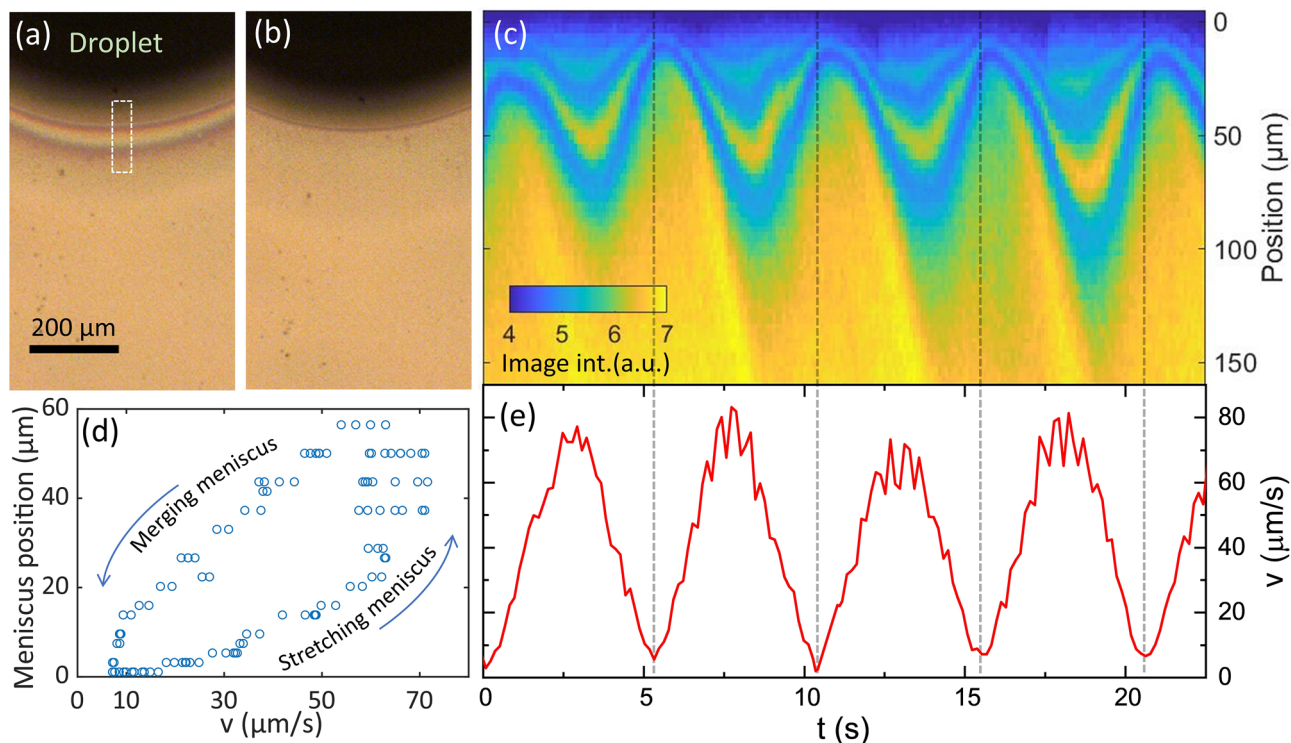 (a)
Droplet
(b)
200 µm
(c)
0
50
100
150
Position (µm)
4 5 6 7
Image int.(a.u.)
(d)
60
40
20
0
Meniscus position (µm)
Merging meniscus
Stretching meniscus
10 30 50 70
v (µm/s)
(e)
80
60
40
20
0
v (µm/s)
0 5 10 15 20
t (s)